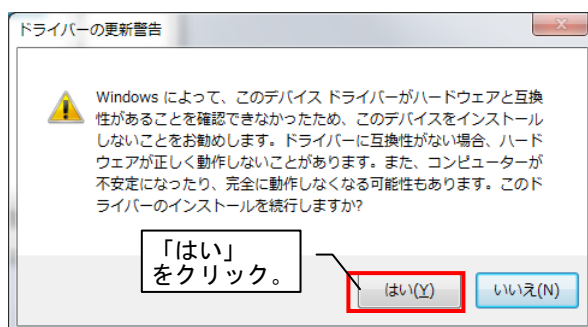 ドライバーの更新警告
Windows によって、このデバイス ドライバーがハードウェアと互換
性があることを確認できなかったため、このデバイスをインストール
しないことをお勧めします。ドライバーに互換性がない場合、ハード
ウェアが正しく動作しないことがあります。また、コンピューターが
不安定になったり、完全に動作しなくなる可能性もあります。このド
ライバーのインストールを続行しますか?
「はい」
をクリック。
はい(Y)
いいえ(N)